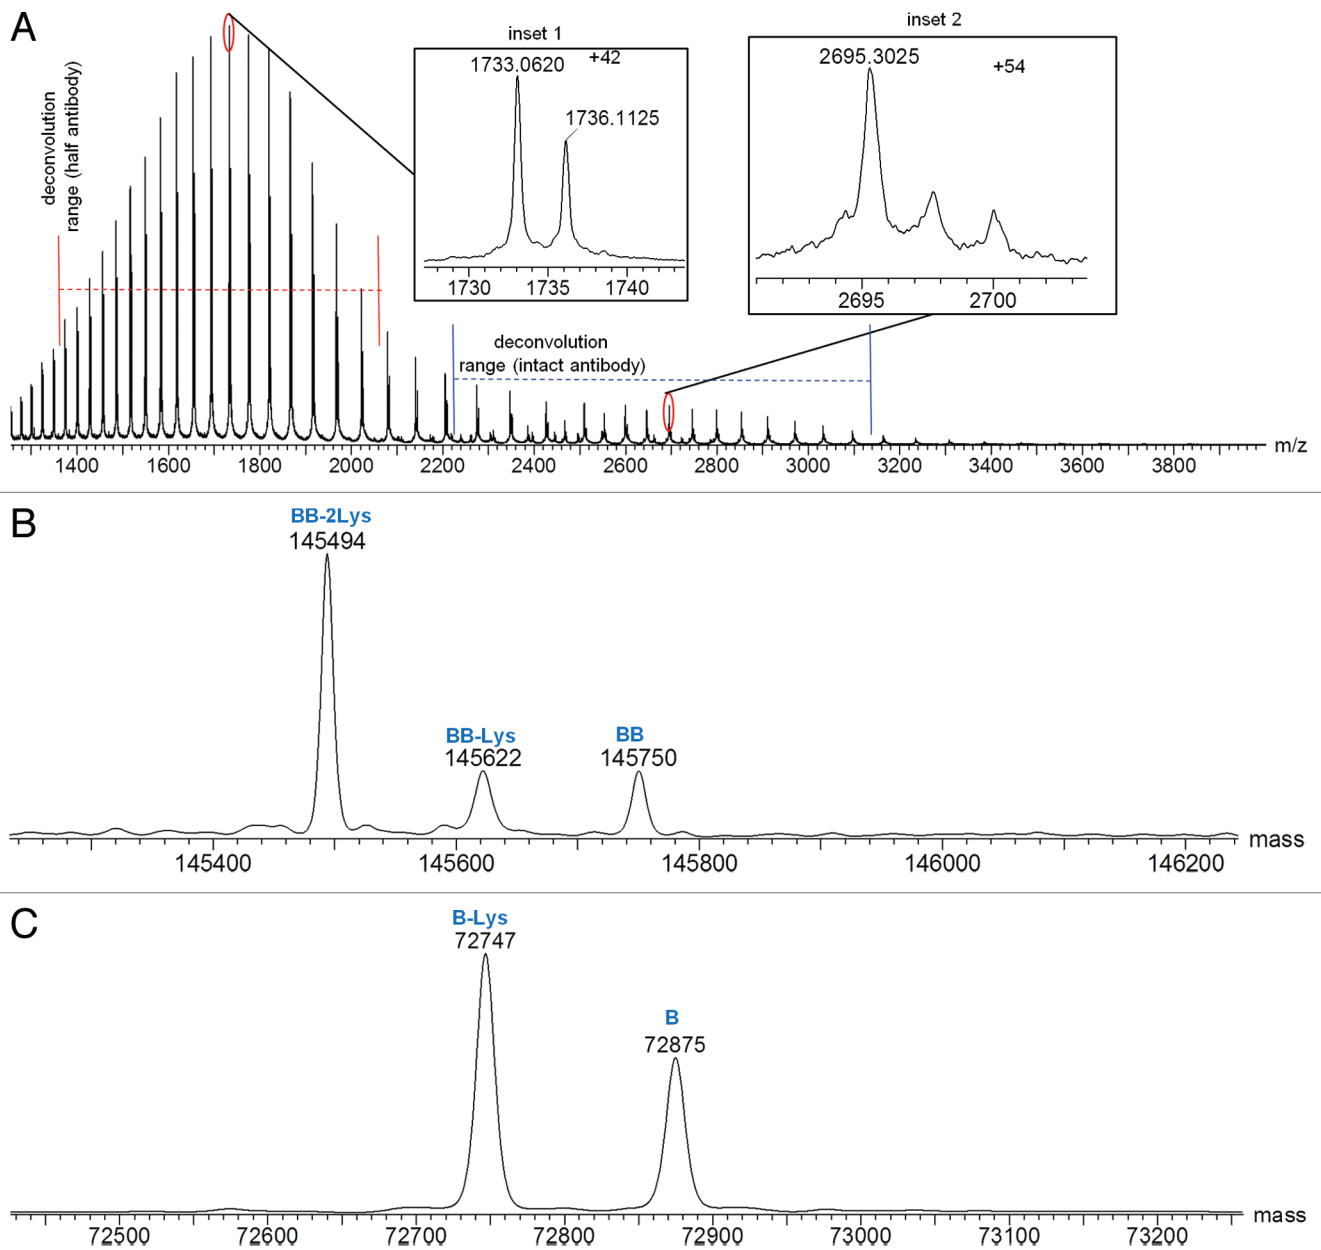 A
deconvolution
range (half antibody)
inset 1
1733.0620
+42
1736.1125
1730 1735 1740
inset 2
2695.3025
+54
2695 2700
deconvolution
range (intact antibody)
1400 1600 1800 2000 2200 2400 2600 2800 3000 3200 3400 3600 3800
m/z
B
BB-2Lys
145494
BB-Lys
145622
BB
145750
mass
145400 145600 145800 146000 146200
C
B-Lys
72747
B
72875
72500 72600 72700 72800 72900 73000 73100 73200
mass